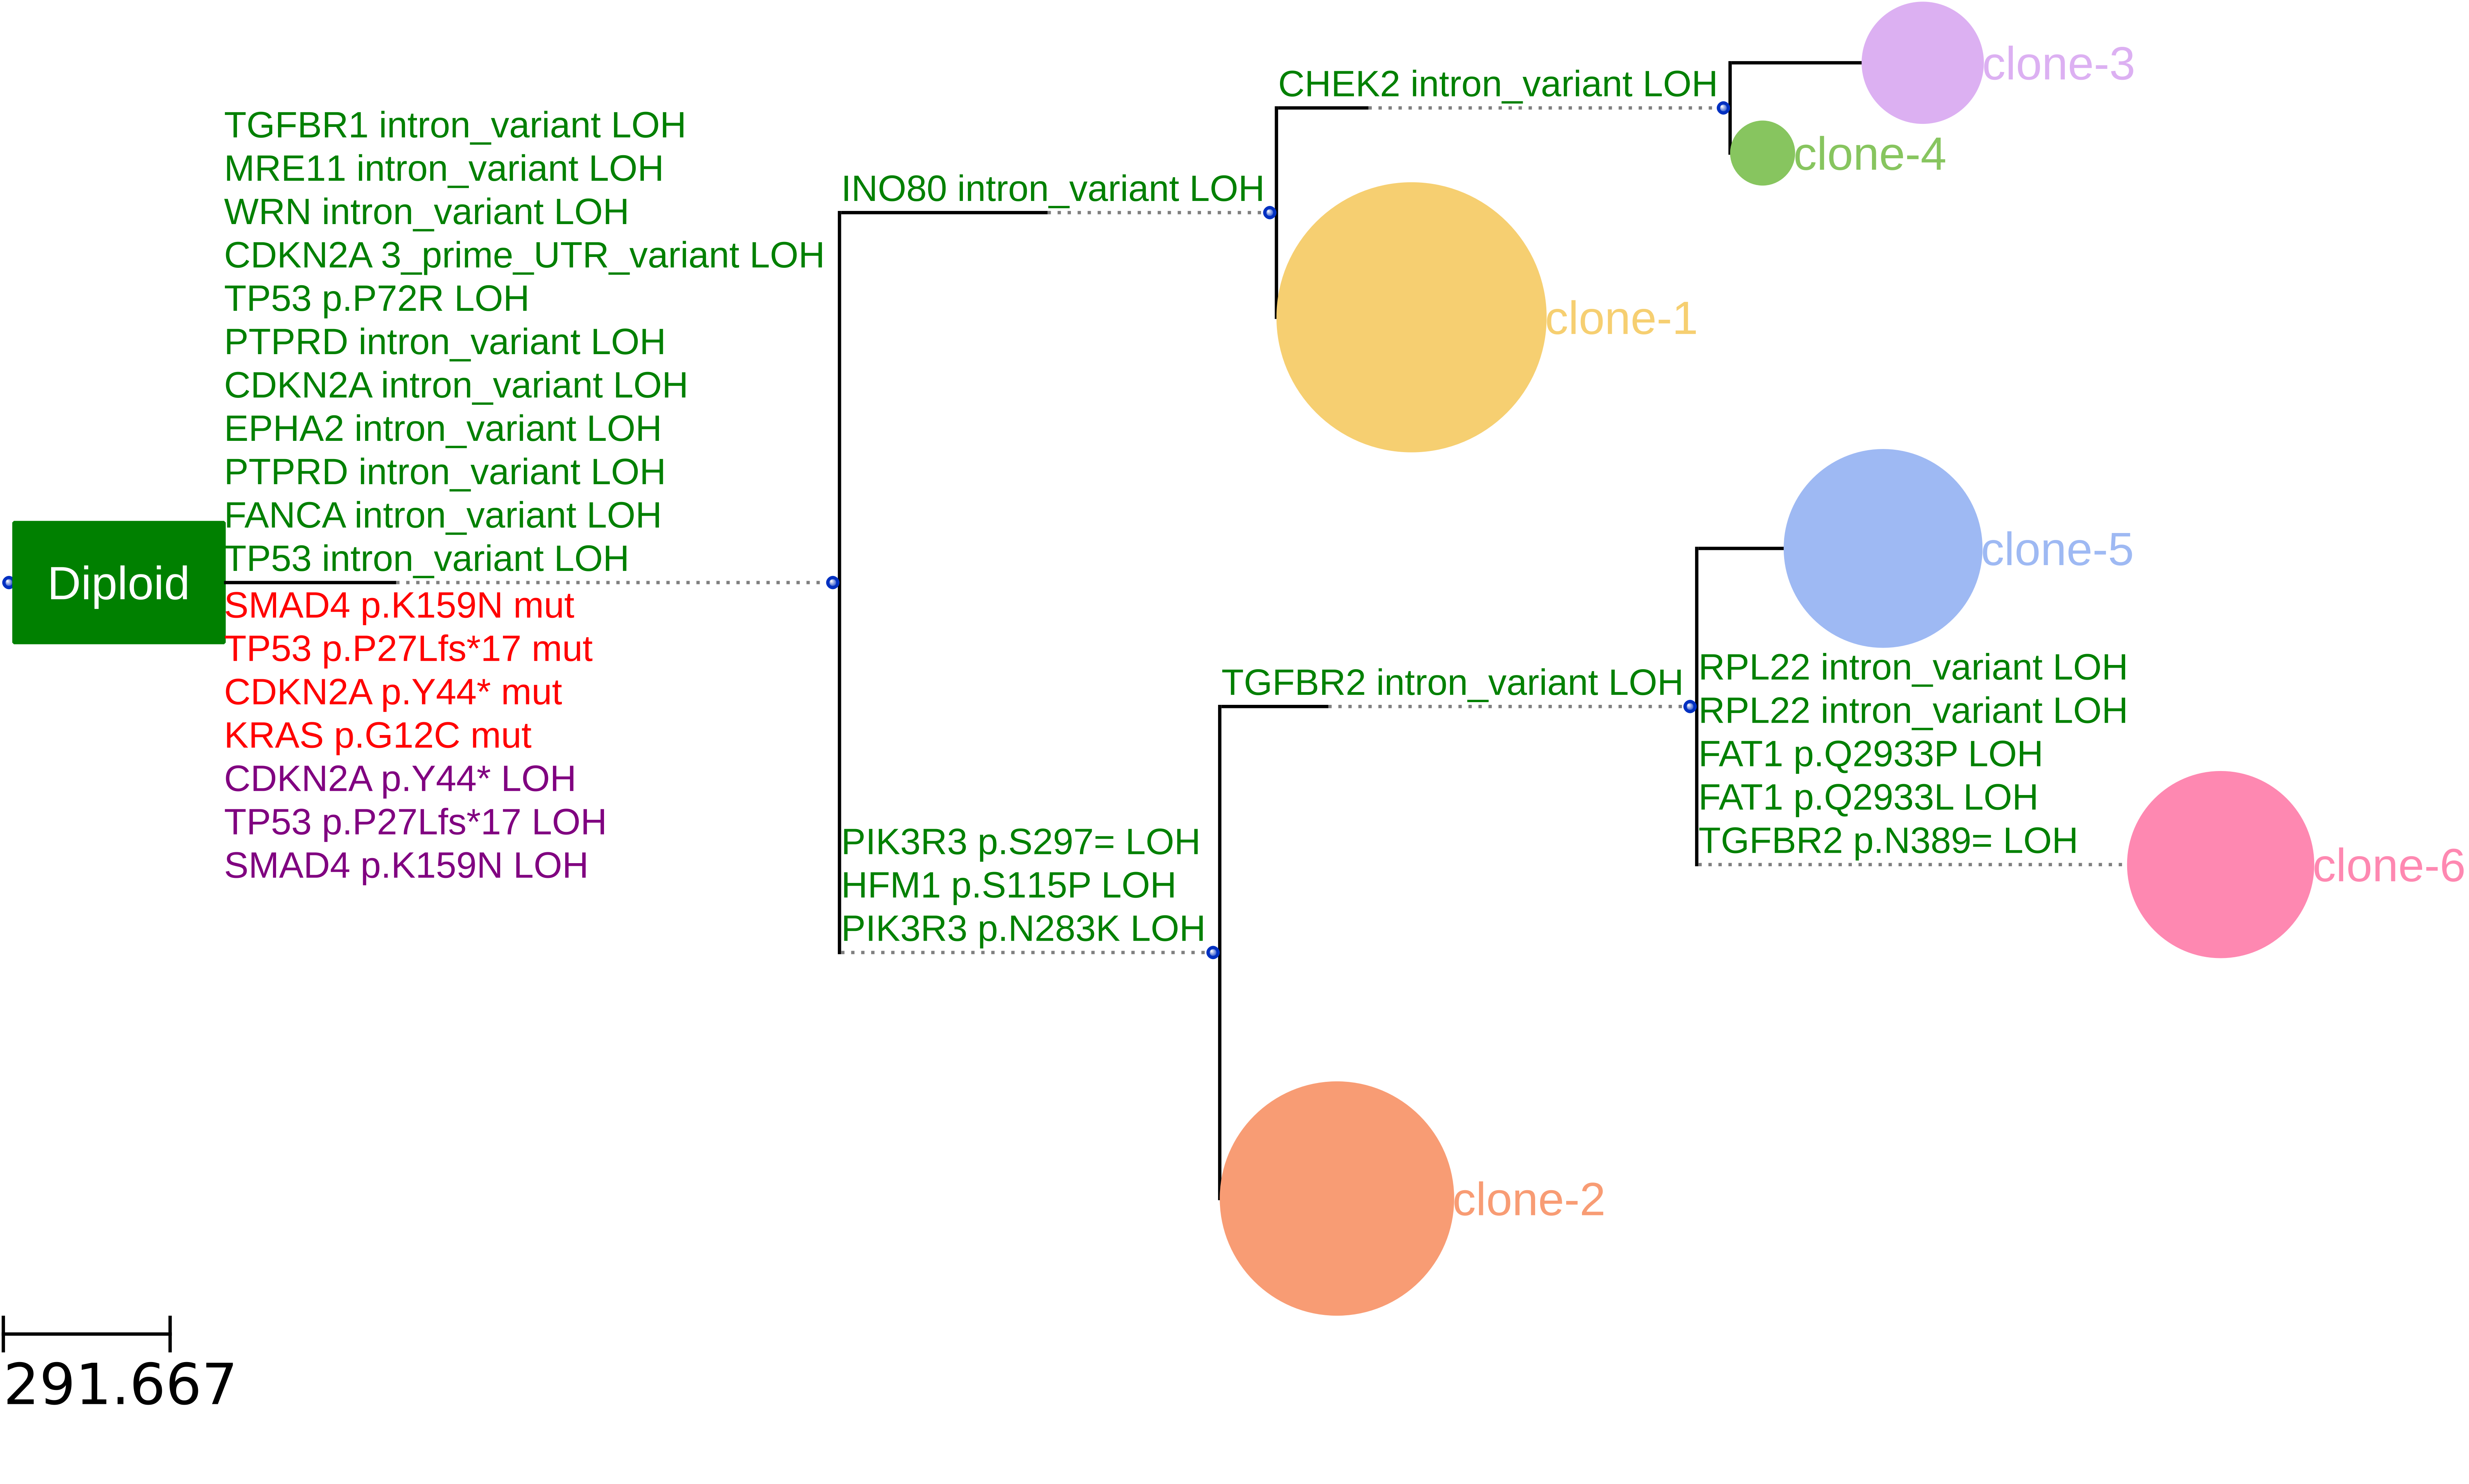 Diploid
TGFBR1 intron_variant LOH
MRE11 intron_variant LOH
WRN intron_variant LOH
CDKN2A 3_prime_UTR_variant LOH
TP53 p.P72R LOH
PTPRD intron_variant LOH
CDKN2A intron_variant LOH
EPHA2 intron_variant LOH
PTPRD intron_variant LOH
FANCA intron_variant LOH
TP53 intron_variant LOH
SMAD4 p.K159N mut
TP53 p.P27Lfs*17 mut
CDKN2A p.Y44* mut
KRAS p.G12C mut
CDKN2A p.Y44* LOH
TP53 p.P27Lfs*17 LOH
SMAD4 p.K159N LOH
INO80 intron_variant LOH
CHEK2 intron_variant LOH
clone-3
clone-4
clone-1
PIK3R3 p.S297= LOH
HFM1 p.S115P LOH
PIK3R3 p.N283K LOH
TGFBR2 intron_variant LOH
clone-5
RPL22 intron_variant LOH
RPL22 intron_variant LOH
FAT1 p.Q2933P LOH
FAT1 p.Q2933L LOH
TGFBR2 p.N389= LOH
clone-6
clone-2
291.667